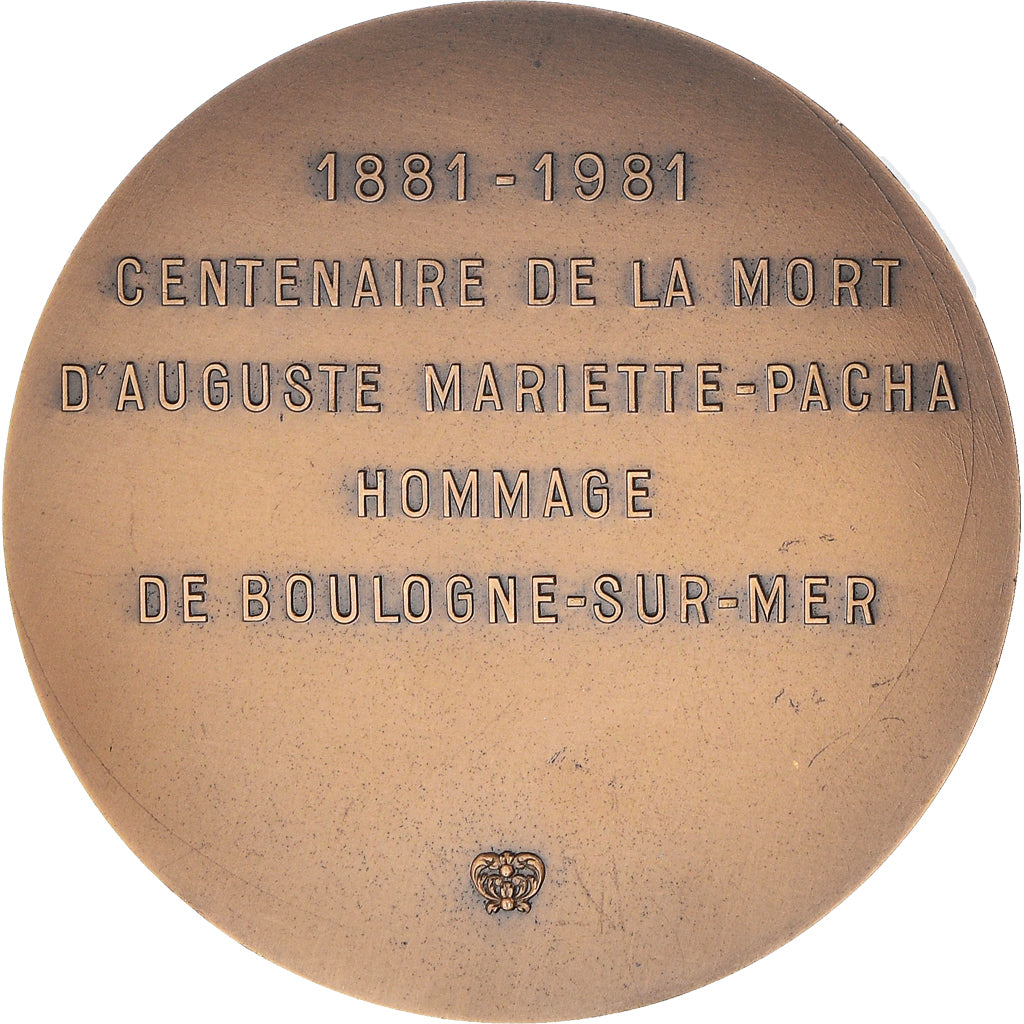 1881-1981
CENTENAIRE DE LA MORT
D'AUGUSTE MARIETTE-PACHA
HOMMAGE
DE BOULOGNE-SUR-MER